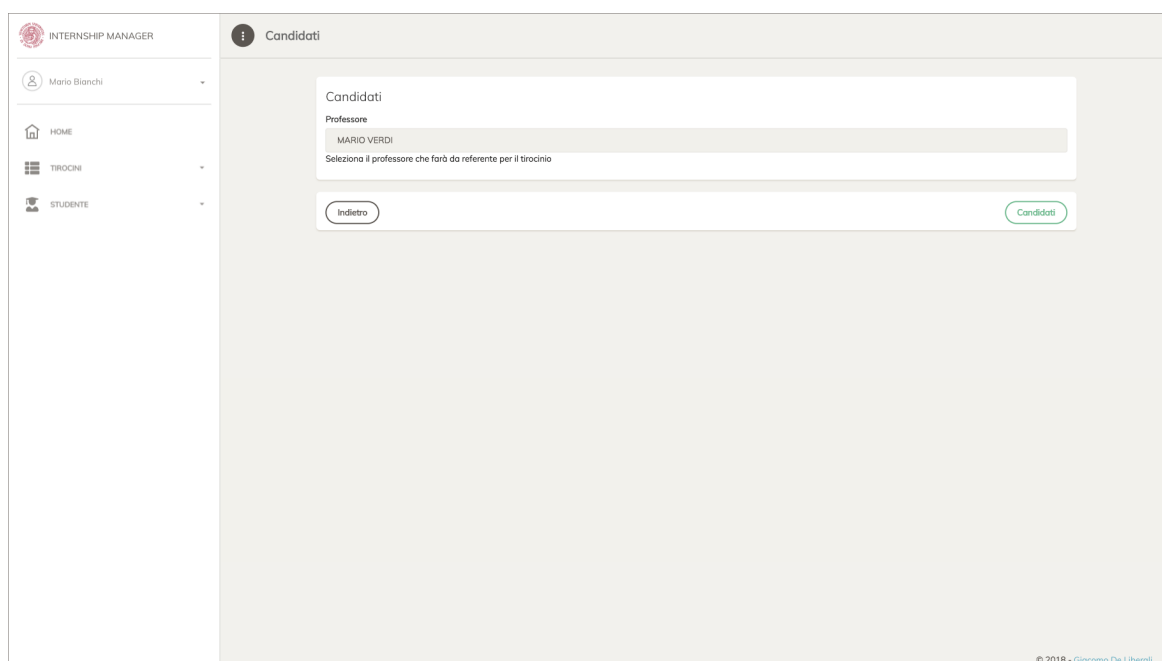 INTERNSHIP MANAGER
Candidati
Mario Bianchi
HOME
TIROCINI
STUDENTE
Candidati
Professore
MARIO VERDI
Seleziona il professore che farà da referente per il tirocinio
Indietro
Candidati
© 2018 - Giacomo De Liberali